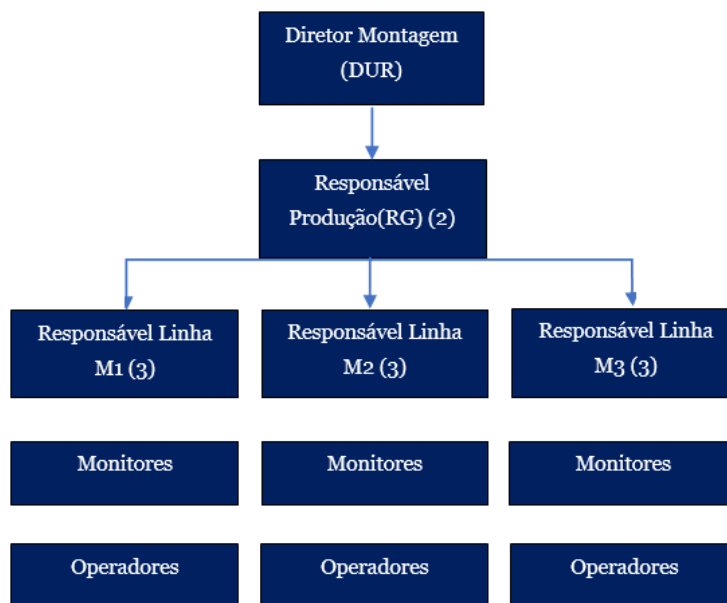 Diretor Montagem
(DUR)
Responsável
Produção(RG) (2)
Responsável Linha
M1 (3)
Responsável Linha
M2 (3)
Responsável Linha
M3 (3)
Monitores
Monitores
Monitores
Operadores
Operadores
Operadores